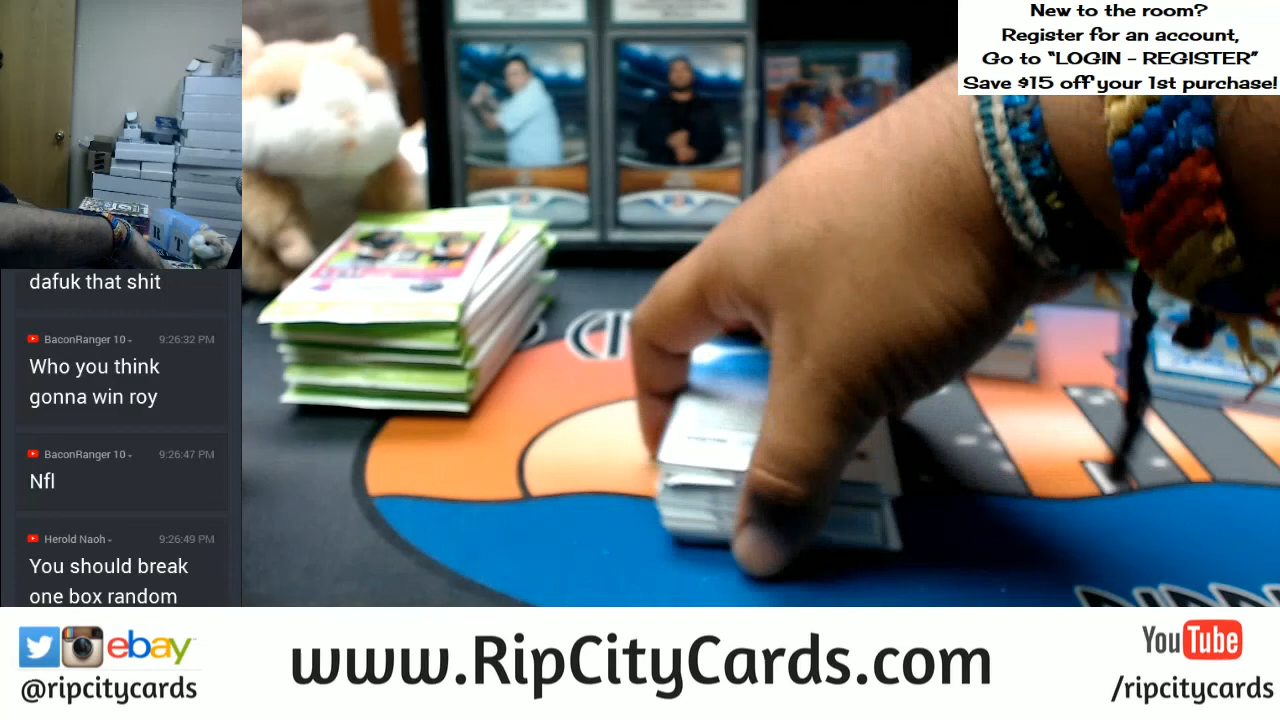 New to the room?
Register for an account,
Go to "LOGIN - REGISTER"
Save $15 off your 1st purchase!
R T
dafuk that shit
BaconRanger 10 9:26:32 PM
Who you think
gonna win roy
BaconRanger 10 9:26:47 PM
Nfl
Herold Naoh 9:26:49 PM
You should break
one box random
ebay
@ripcitycards
www.RipCityCards.com
YouTube
/ripcitycards